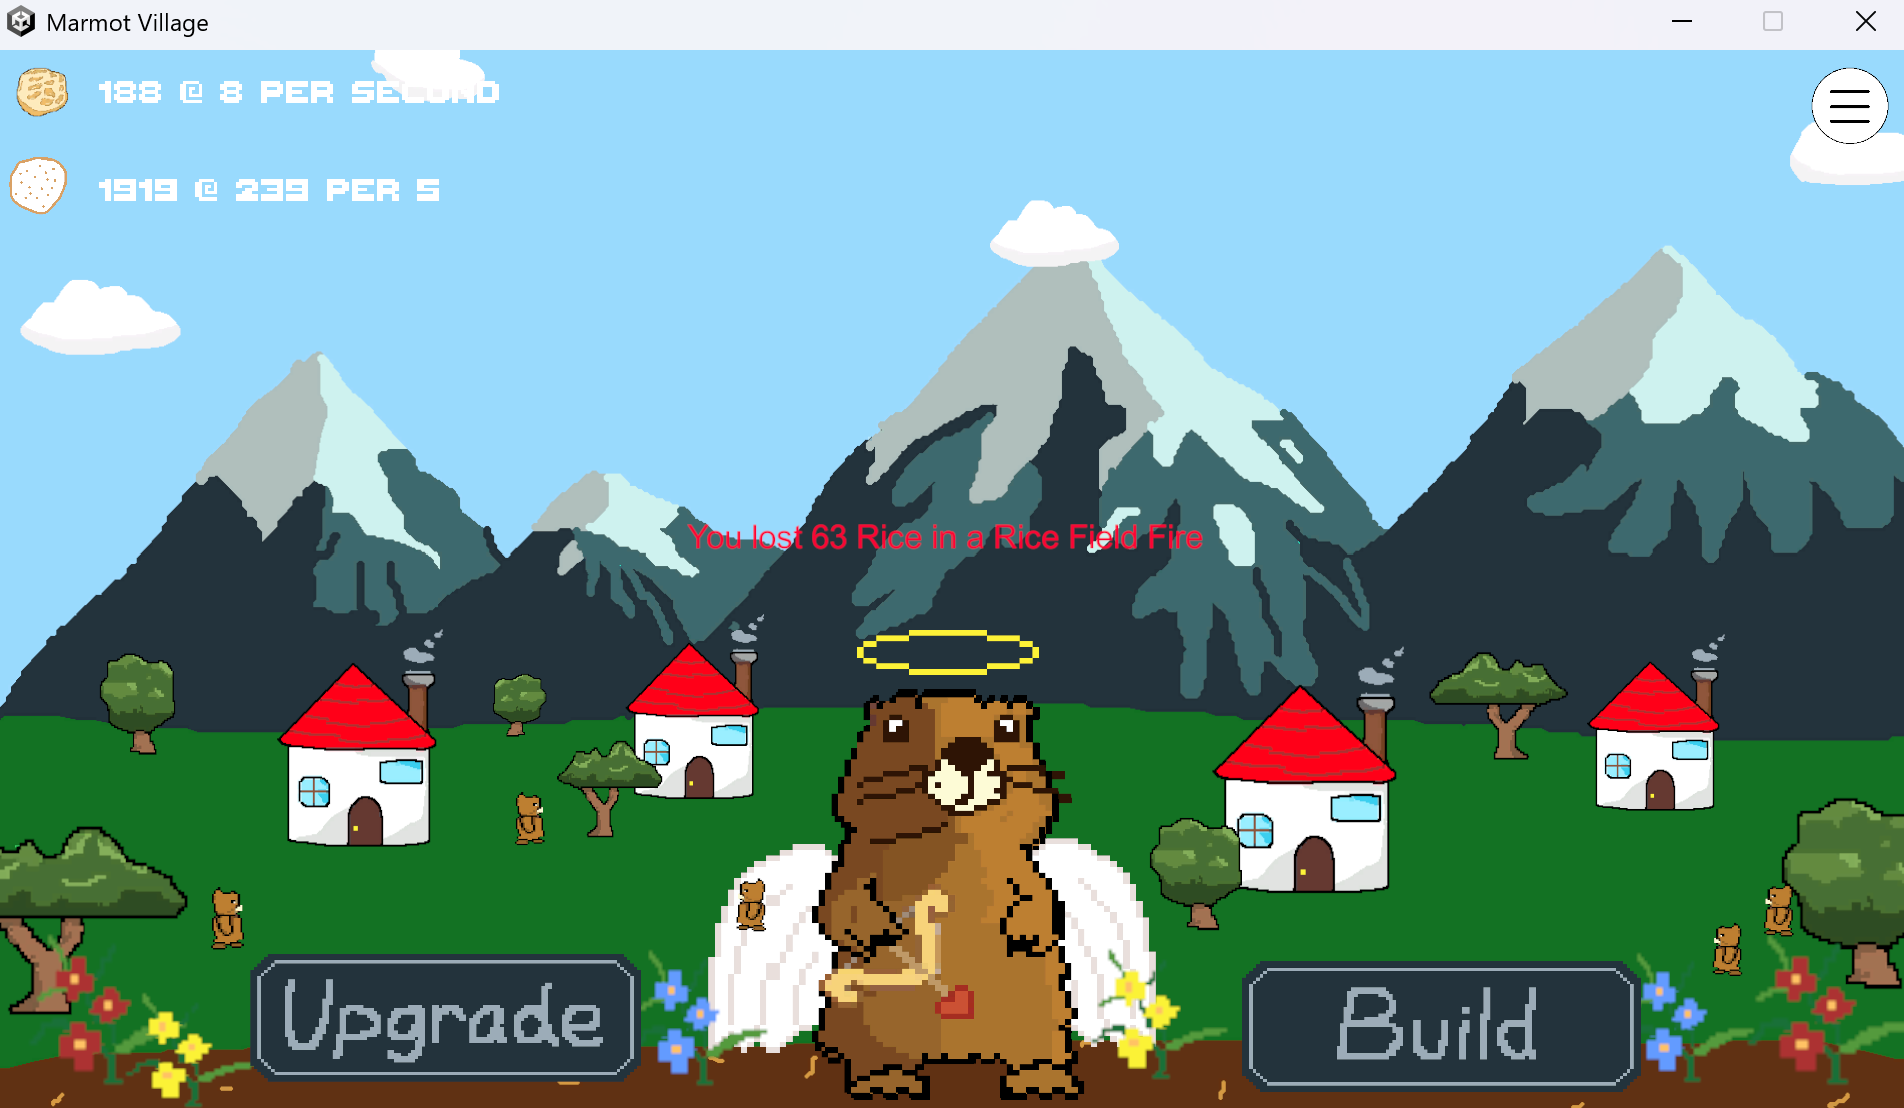 Marmot Village
188 @ 8 PER SECOND
1919 @ 239 PER S
You lost 63 Rice in a Rice Field Fire
Upgrade
Build